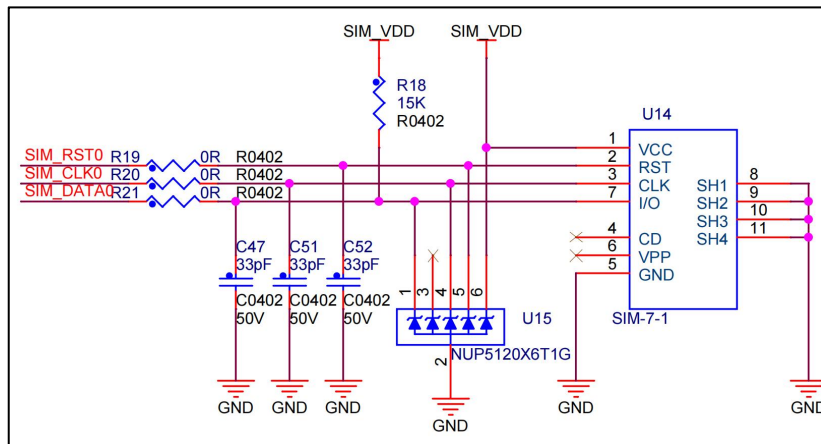 SIM_VDD SIM_VDD
R18
15K
R0402
U14
SIM_RST0 R19 0R R0402
SIM_CLK0 R20 0R R0402
SIM_DATA0 R21 0R R0402
1 VCC
2 RST
3 CLK
7 I/O
4 CD
6 VPP
5 GND
SH1 8
SH2 9
SH3 10
SH4 11
SIM-7-1
C47 C51 C52
33pF 33pF 33pF
C0402 C0402 C0402
50V 50V 50V
1 3 4 5 6
U15
NUP5120X6T1G
2
GND GND GND GND GND GND